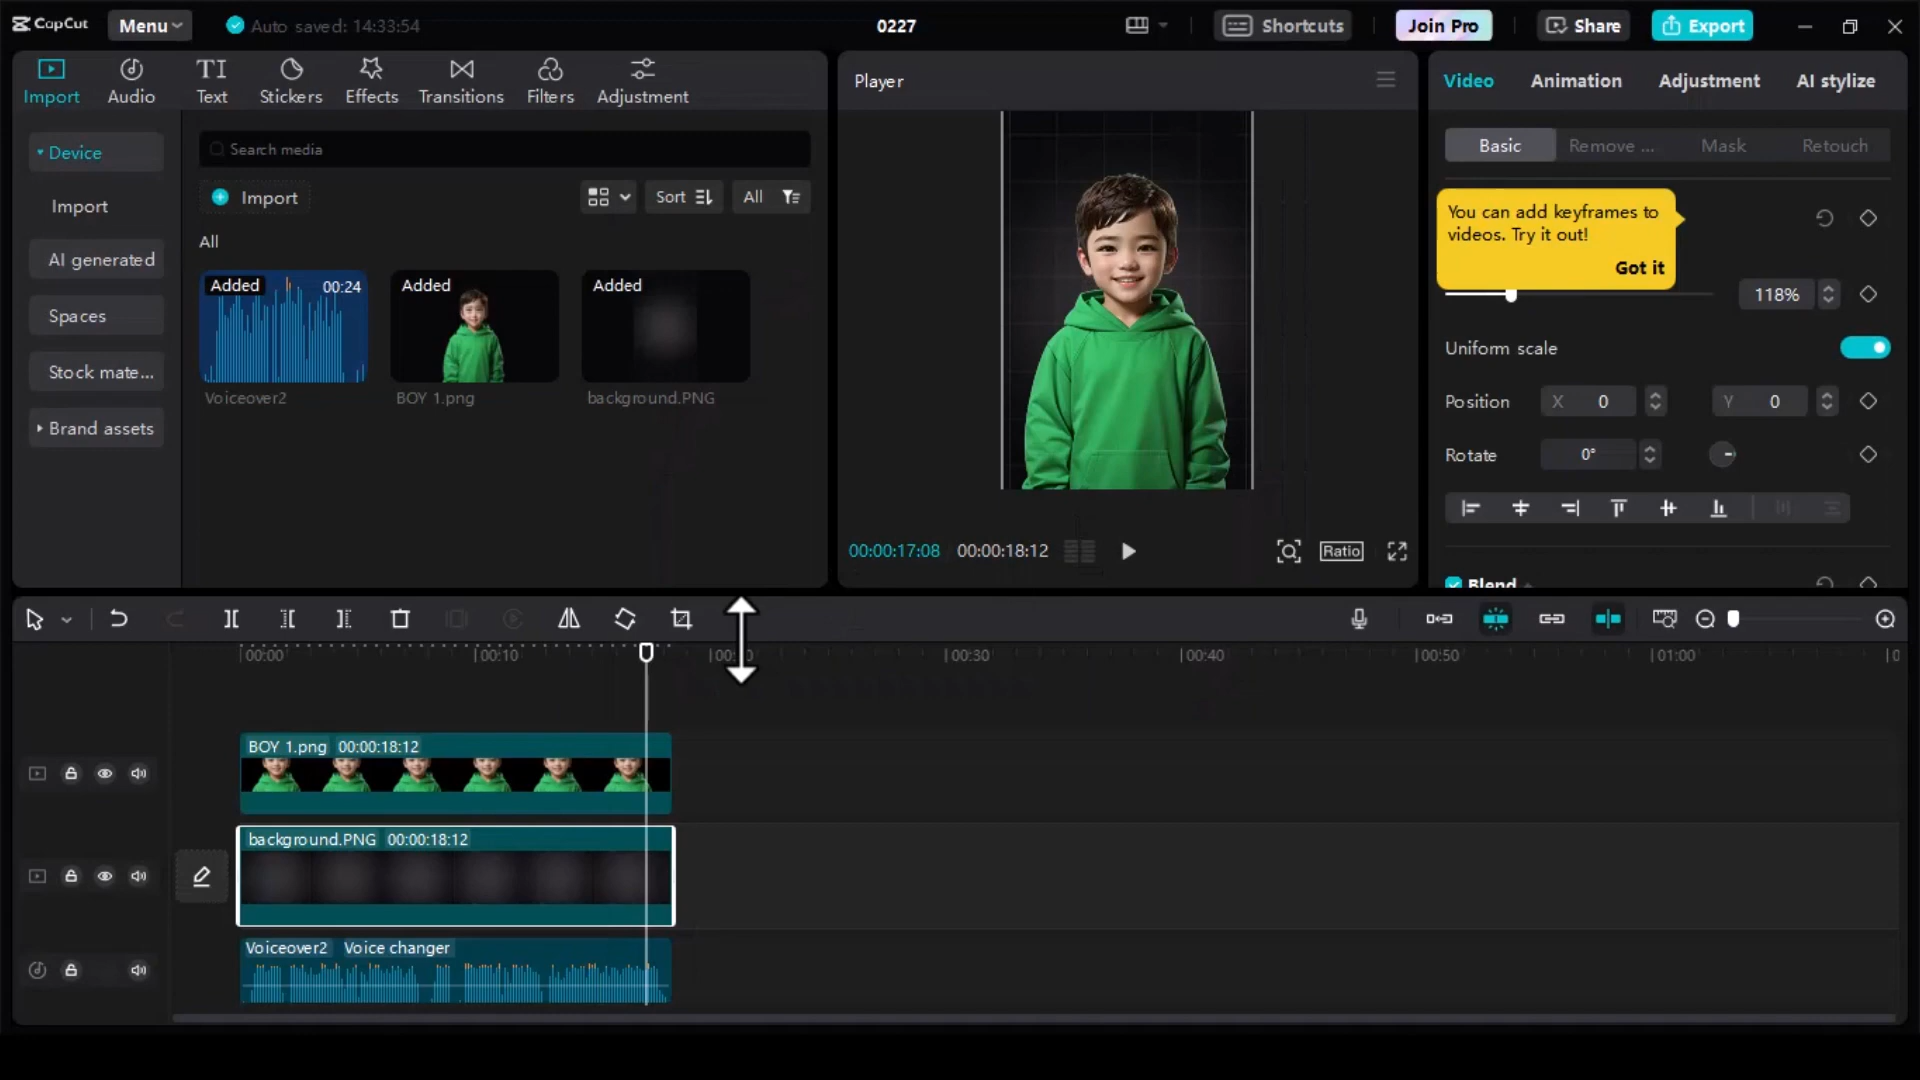 CapCut
Menu
Auto saved: 14:33:54
0227
Shortcuts
Join Pro
Share
Export
Import
Audio
Text
Stickers
Effects
Transitions
Filters
Adjustment
Player
Video
Animation
Adjustment
AI stylize
Device
Import
AI generated
Spaces
Stock mate...
Brand assets
Search media
Import
Sort
All
All
Added
00:24
Added
Added
Voiceover2
BOY 1.png
background.PNG
00:00:17:08
00:00:18:12
Ratio
Basic
Remove ...
Mask
Retouch
You can add keyframes to
videos. Try it out!
Got it
118%
Uniform scale
Position
X 0
Y 0
Rotate
0°
Blend
00:00
00:10
00:30
00:40
00:50
01:00
BOY 1.png 00:00:18:12
background.PNG 00:00:18:12
Voiceover2 Voice changer